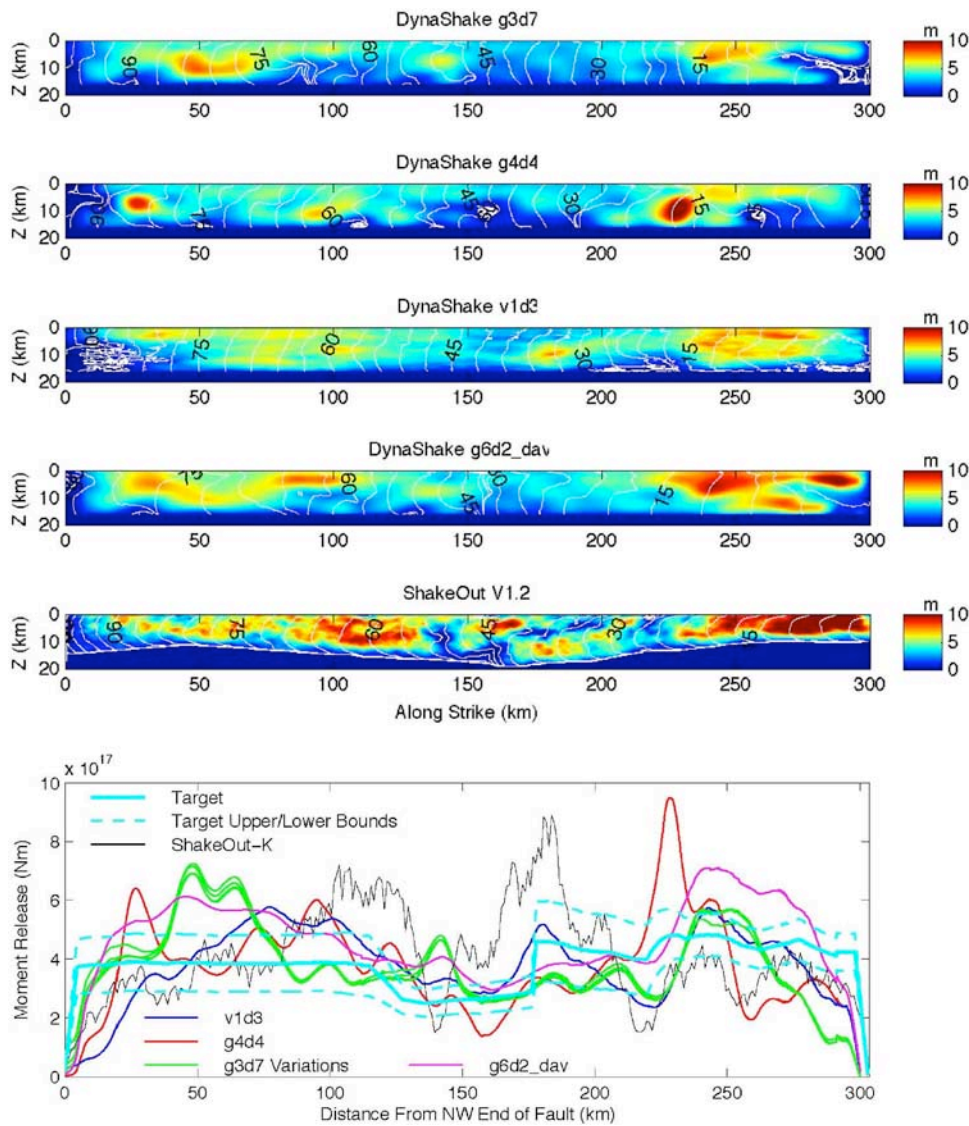 DynaShake g3d7
m
0
10
20
Z (km)
90
75
60
45
30
15
10
5
0
0 50 100 150 200 250 300
DynaShake g4d4
m
0
10
20
Z (km)
90
75
60
45
30
15
10
5
0
0 50 100 150 200 250 300
DynaShake v1d3
m
0
10
20
Z (km)
90
75
60
45
30
15
10
5
0
0 50 100 150 200 250 300
DynaShake g6d2_dav
m
0
10
20
Z (km)
75
60
45
30
15
10
5
0
0 50 100 150 200 250 300
ShakeOut V1.2
m
0
10
20
Z (km)
90
75
60
45
30
15
10
5
0
0 50 100 150 200 250 300
Along Strike (km)
x 10^17
10
8
6
4
2
0
Moment Release (Nm)
Target
Target Upper/Lower Bounds
ShakeOut-K
v1d3
g4d4
g3d7 Variations
g6d2_dav
0 50 100 150 200 250 300
Distance From NW End of Fault (km)